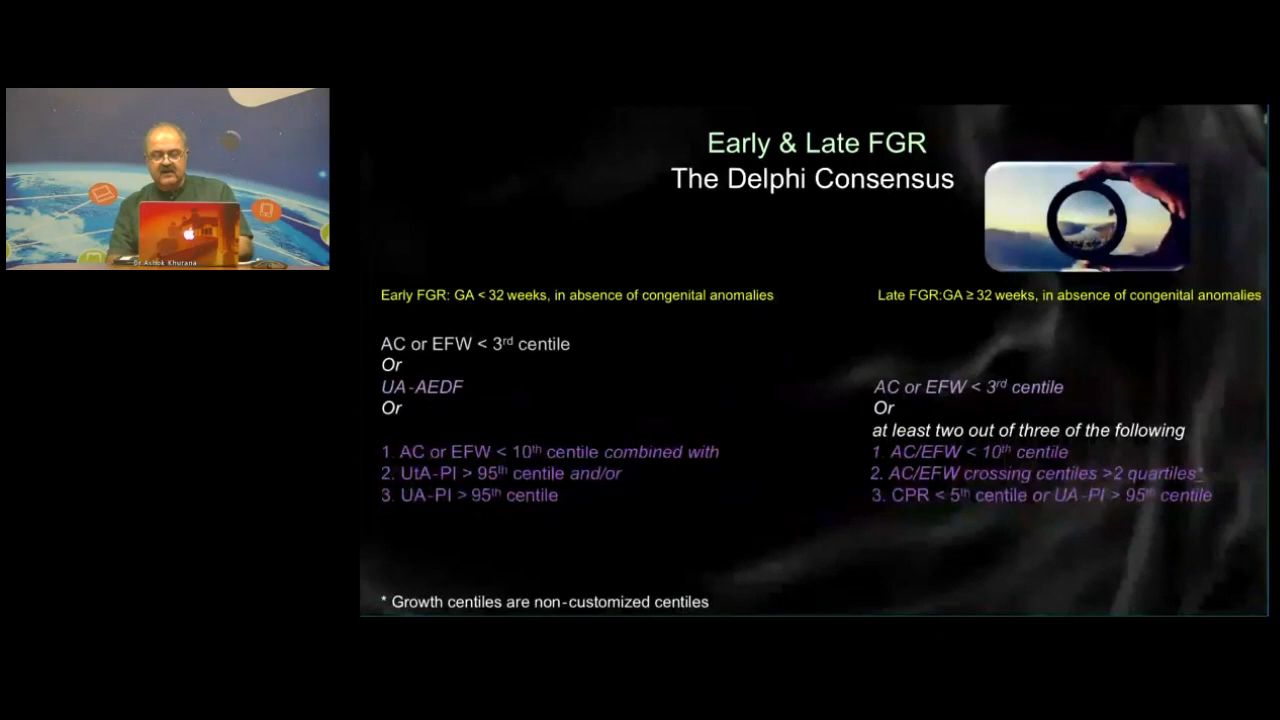 Dr Ashok Khurana
Early & Late FGR
The Delphi Consensus
Early FGR: GA < 32 weeks, in absence of congenital anomalies
AC or EFW < 3rd centile
Or
UA-AEDF
Or
1. AC or EFW < 10th centile combined with
2. UtA-PI > 95th centile and/or
3. UA-PI > 95th centile
Late FGR:GA ≥ 32 weeks, in absence of congenital anomalies
AC or EFW < 3rd centile
Or
at least two out of three of the following
1. AC/EFW < 10th centile
2. AC/EFW crossing centiles >2 quartiles*
3. CPR < 5th centile or UA-PI > 95th centile
* Growth centiles are non-customized centiles